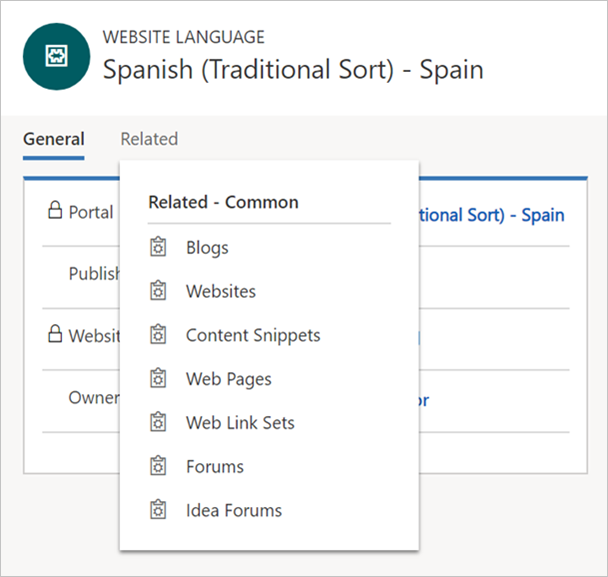 WEBSITE LANGUAGE
Spanish (Traditional Sort) - Spain
General Related
Related - Common
Portal
tional Sort) - Spain
Blogs
Publish
Websites
Websit
Content Snippets
Web Pages
Owner
or
Web Link Sets
Forums
Idea Forums